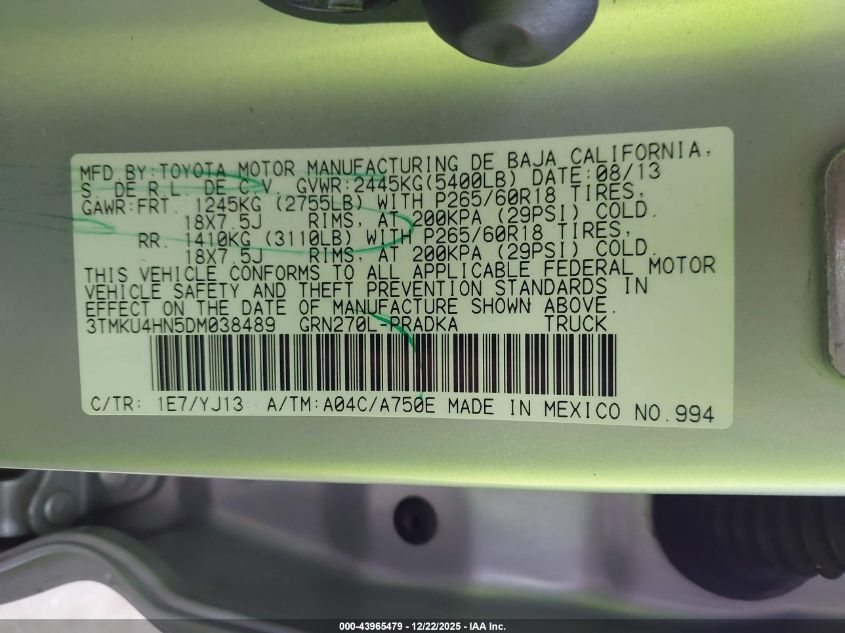 MFD.BY:TOYOTA MOTOR MANUFACTURING DE BAJA CALIFORNIA,
S. DE R.L. DE C.V. GVWR:2445KG(5400LB) DATE:08/13
GAWR:FRT. 1245KG (2755LB) WITH P265/60R18 TIRES,
18X7.5J RIMS, AT 200KPA (29PSI) COLD.
RR. 1410KG (3110LB) WITH P265/60R18 TIRES,
18X7.5J RIMS, AT 200KPA (29PSI) COLD.
THIS VEHICLE CONFORMS TO ALL APPLICABLE FEDERAL MOTOR
VEHICLE SAFETY AND THEFT PREVENTION STANDARDS IN
EFFECT ON THE DATE OF MANUFACTURE SHOWN ABOVE.
3TMKU4HN5DM038489 GRN270L-PRADKA TRUCK
C/TR: 1E7/YJ13 A/TM:A04C/A750E MADE IN MEXICO NO.994
000-43965479 - 12/22/2025 - IAA Inc.